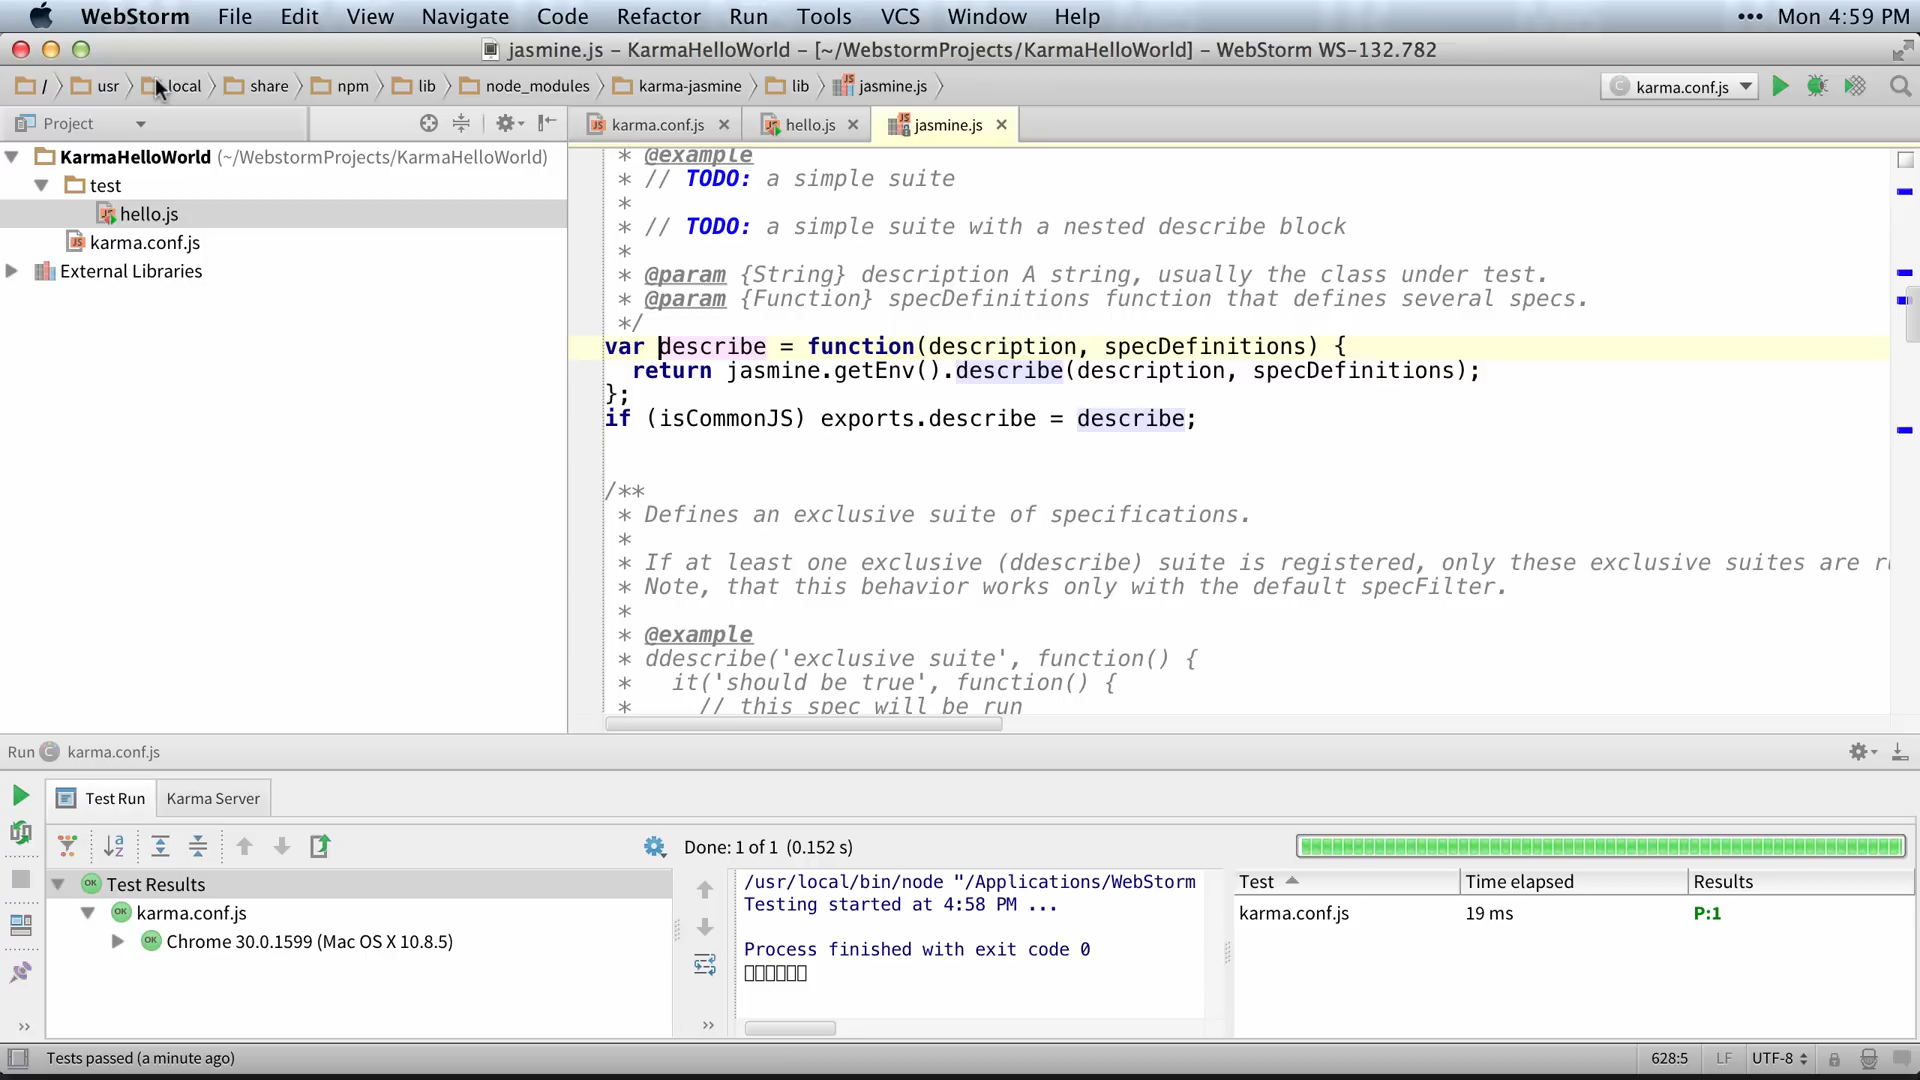 WebStorm File Edit View Navigate Code Refactor Run Tools VCS Window Help ••• Mon 4:59 PM
jasmine.js – KarmaHelloWorld – [~/WebstormProjects/KarmaHelloWorld] – WebStorm WS-132.782
/ usr local share npm lib node_modules karma-jasmine lib jasmine.js karma.conf.js
Project karma.conf.js hello.js jasmine.js
KarmaHelloWorld (~/WebstormProjects/KarmaHelloWorld)
test
hello.js
karma.conf.js
External Libraries
* @example
* // TODO: a simple suite
*
* // TODO: a simple suite with a nested describe block
*
* @param {String} description A string, usually the class under test.
* @param {Function} specDefinitions function that defines several specs.
*/
var describe = function(description, specDefinitions) {
return jasmine.getEnv().describe(description, specDefinitions);
};
if (isCommonJS) exports.describe = describe;
/**
* Defines an exclusive suite of specifications.
*
* If at least one exclusive (ddescribe) suite is registered, only these exclusive suites are
* Note, that this behavior works only with the default specFilter.
*
* @example
* ddescribe('exclusive suite', function() {
* it('should be true', function() {
* // this spec will be run
Run karma.conf.js
Test Run Karma Server
Done: 1 of 1 (0.152 s)
Test Results
karma.conf.js
Chrome 30.0.1599 (Mac OS X 10.8.5)
/usr/local/bin/node "/Applications/WebStorm
Testing started at 4:58 PM ...
Process finished with exit code 0
Test Time elapsed Results
karma.conf.js 19 ms P:1
Tests passed (a minute ago) 628:5 LF UTF-8